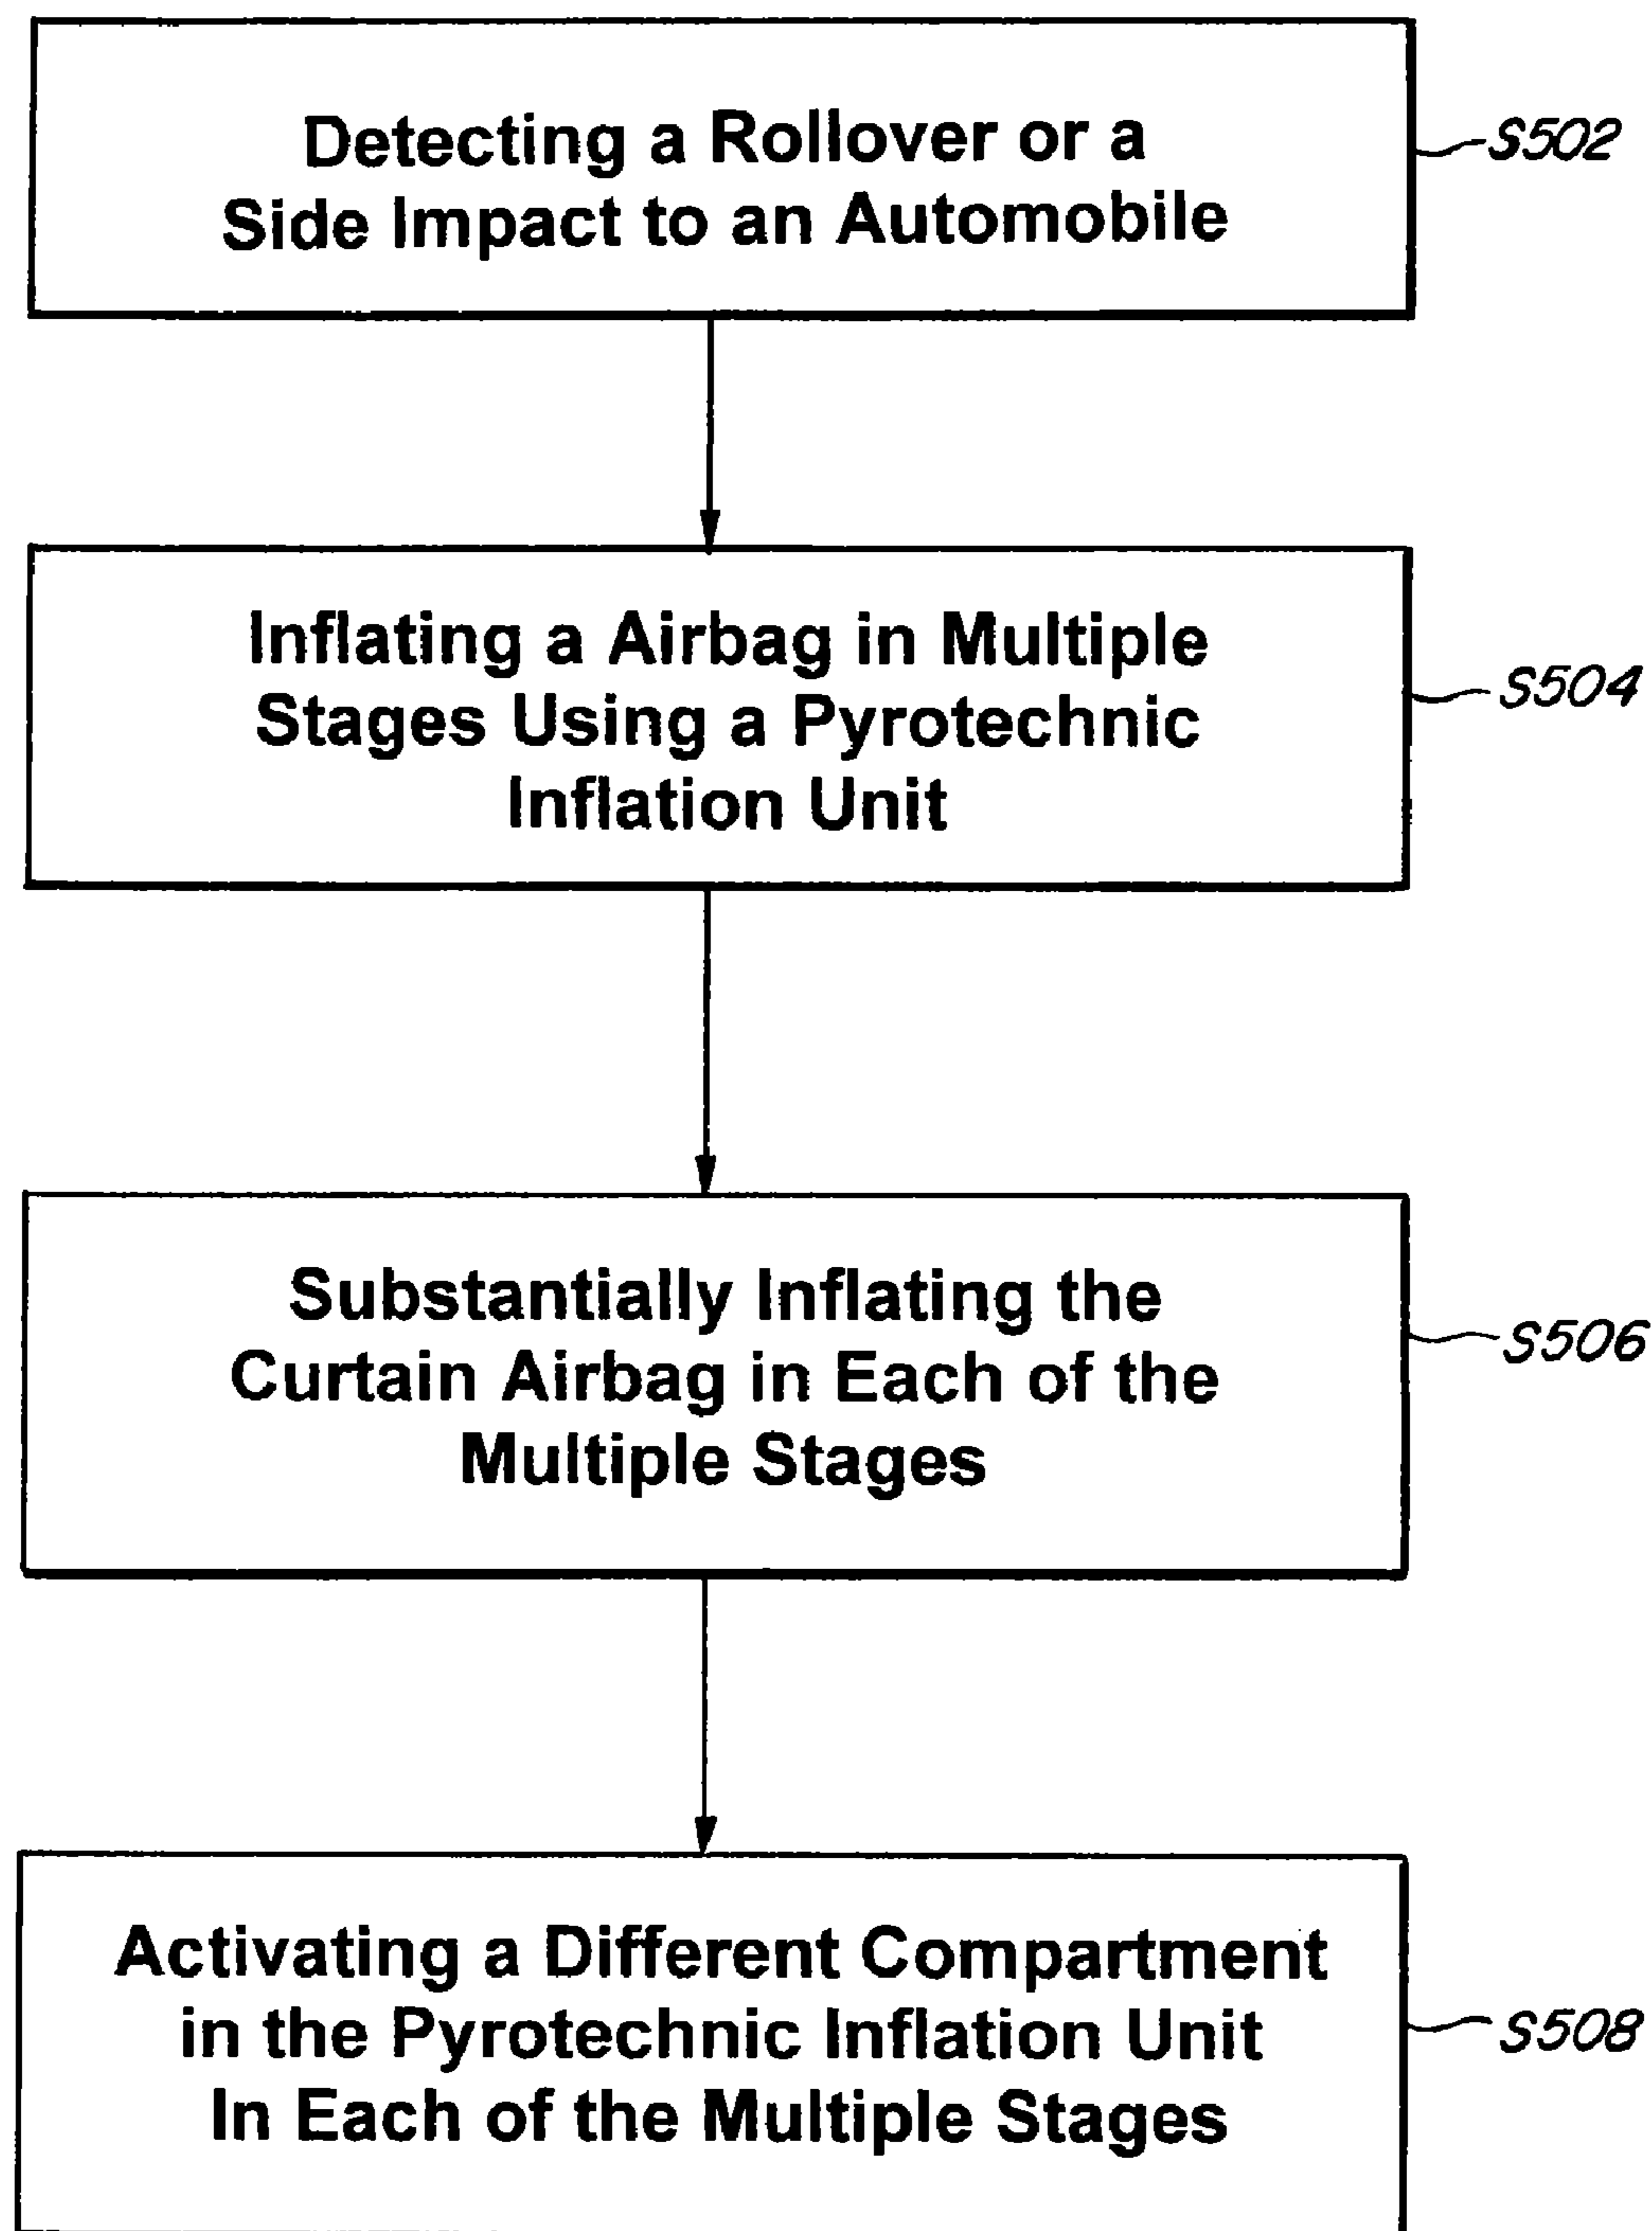 Detecting a Rollover or a
Side Impact to an Automobile
S502
Inflating a Airbag in Multiple
Stages Using a Pyrotechnic
Inflation Unit
S504
Substantially Inflating the
Curtain Airbag in Each of the
Multiple Stages
S506
Activating a Different Compartment
in the Pyrotechnic Inflation Unit
In Each of the Multiple Stages
S508